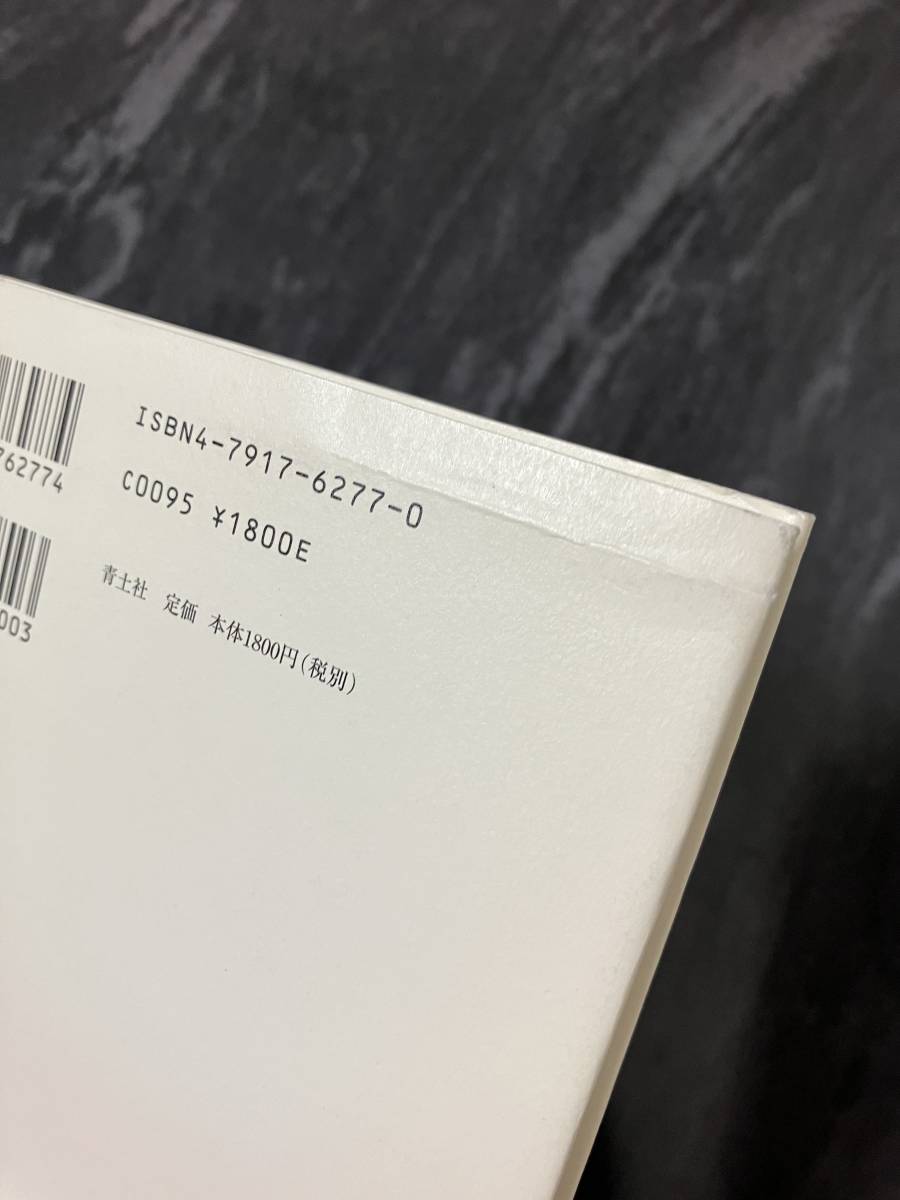 ISBN4-7917-6277-0
C0095 ¥1800E
青土社 定価 本体1800円(税別)
762774
003